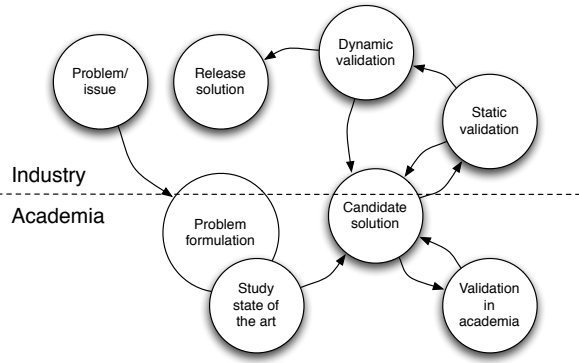 Problem/
issue
Release
solution
Dynamic
validation
Static
validation
Industry
Academia
Problem
formulation
Candidate
solution
Study
state of
the art
Validation
in
academia